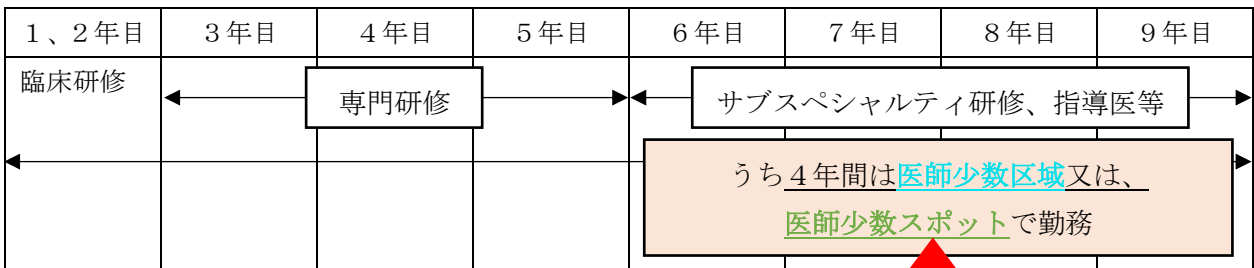 １、２年目 ３年目 ４年目 ５年目 ６年目 ７年目 ８年目 ９年目
臨床研修
専門研修
サブスペシャルティ研修、指導医等
うち４年間は医師少数区域又は、
医師少数スポットで勤務